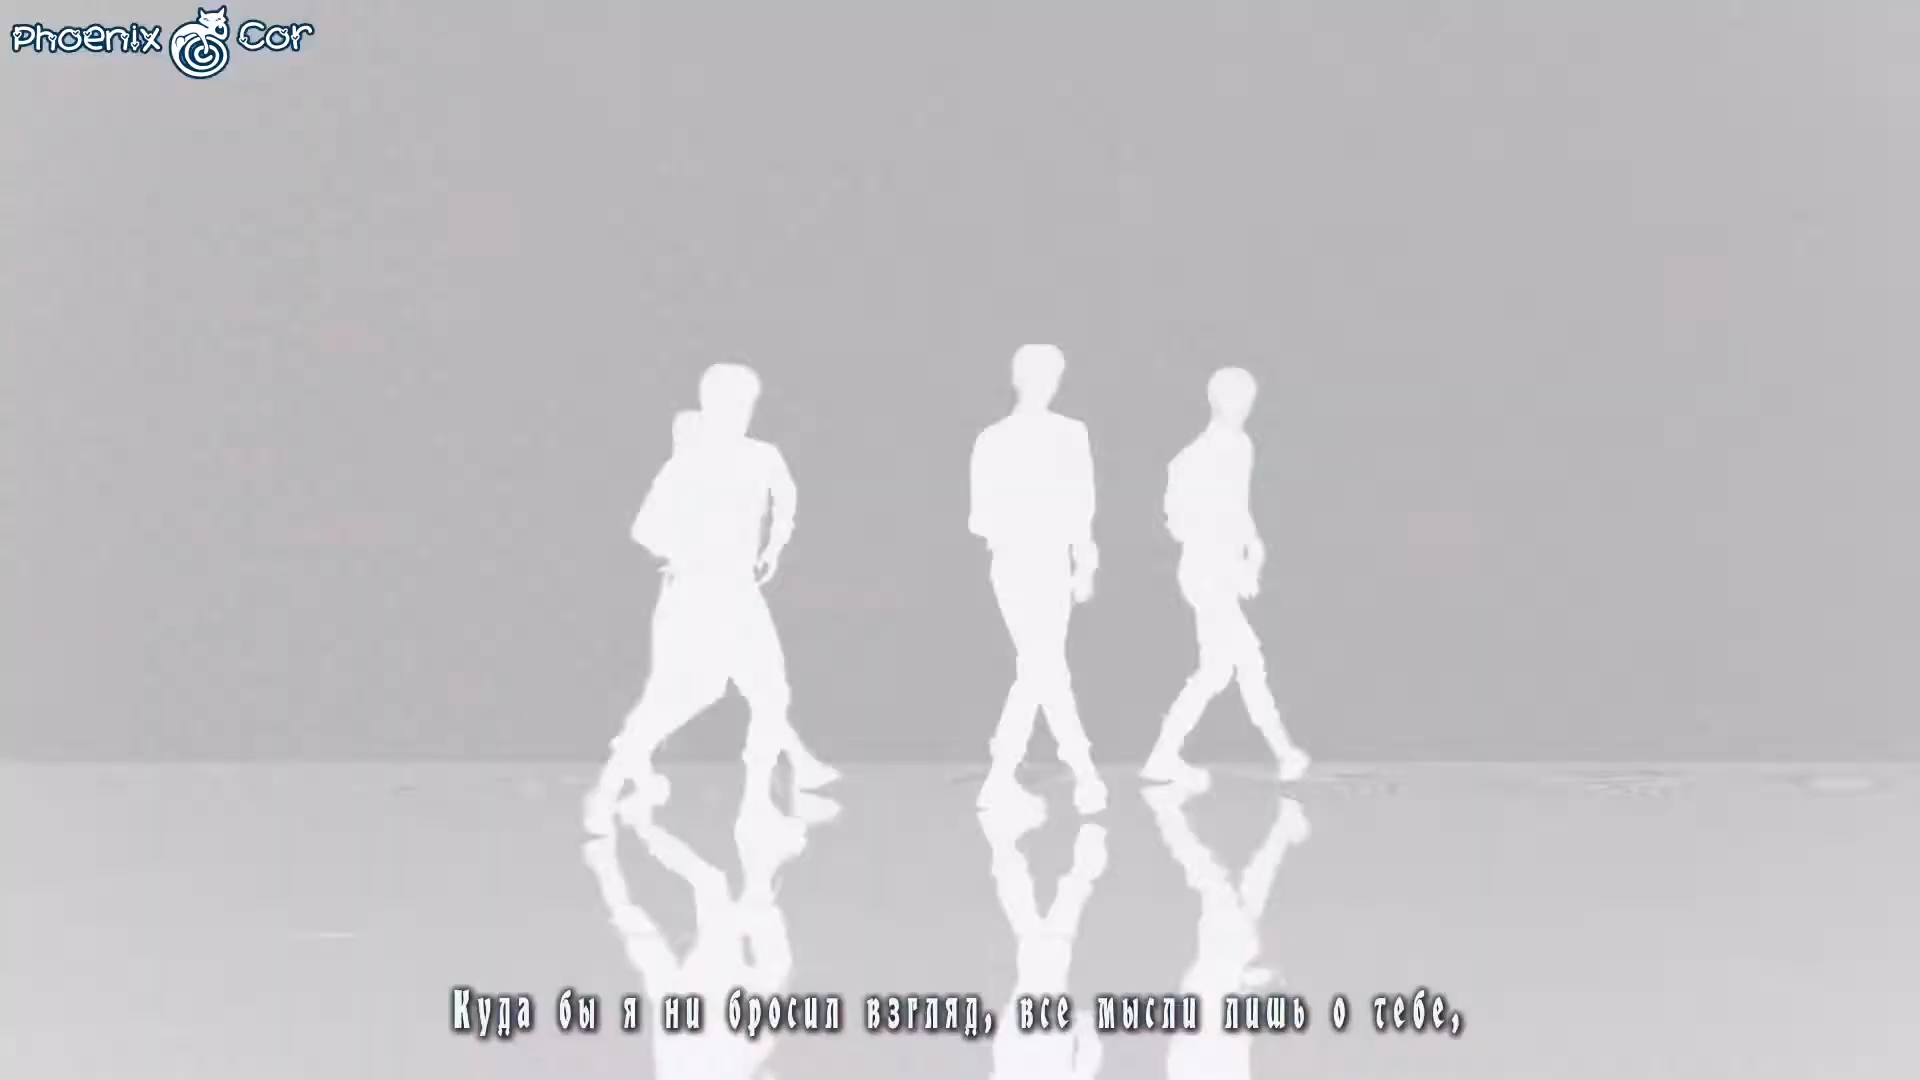 Phoenix Cor
Куда бы я ни бросил взгляд, все мысли лишь о тебе,